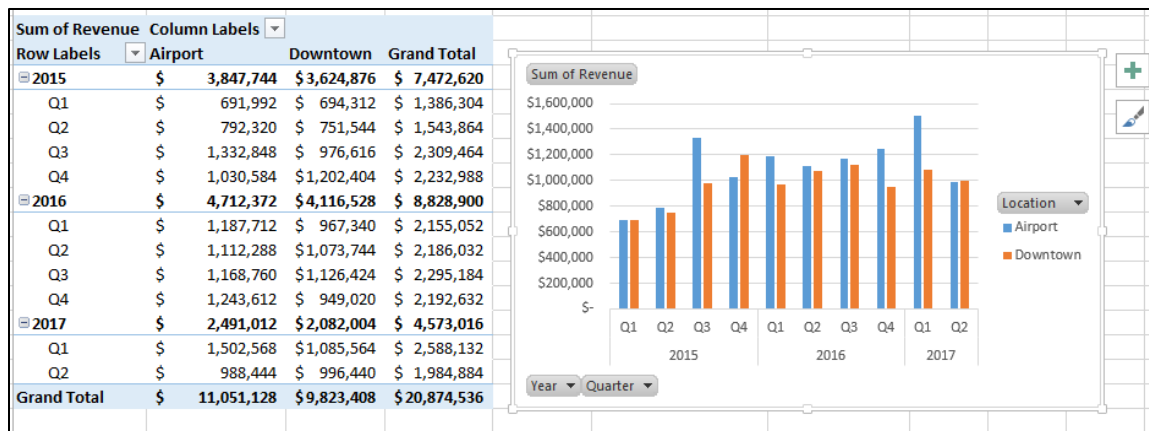 Sum of Revenue Column Labels
Row Labels Airport Downtown Grand Total
2015 $ 3,847,744 $3,624,876 $ 7,472,620
Q1 $ 691,992 $ 694,312 $ 1,386,304
Q2 $ 792,320 $ 751,544 $ 1,543,864
Q3 $ 1,332,848 $ 976,616 $ 2,309,464
Q4 $ 1,030,584 $1,202,404 $ 2,232,988
2016 $ 4,712,372 $4,116,528 $ 8,828,900
Q1 $ 1,187,712 $ 967,340 $ 2,155,052
Q2 $ 1,112,288 $1,073,744 $ 2,186,032
Q3 $ 1,168,760 $1,126,424 $ 2,295,184
Q4 $ 1,243,612 $ 949,020 $ 2,192,632
2017 $ 2,491,012 $2,082,004 $ 4,573,016
Q1 $ 1,502,568 $1,085,564 $ 2,588,132
Q2 $ 988,444 $ 996,440 $ 1,984,884
Grand Total $ 11,051,128 $9,823,408 $20,874,536
Sum of Revenue
$1,600,000
$1,400,000
$1,200,000
$1,000,000
$800,000
$600,000
$400,000
$200,000
$-
Q1 Q2 Q3 Q4 Q1 Q2 Q3 Q4 Q1 Q2
2015 2016 2017
Location
Airport
Downtown
Year Quarter